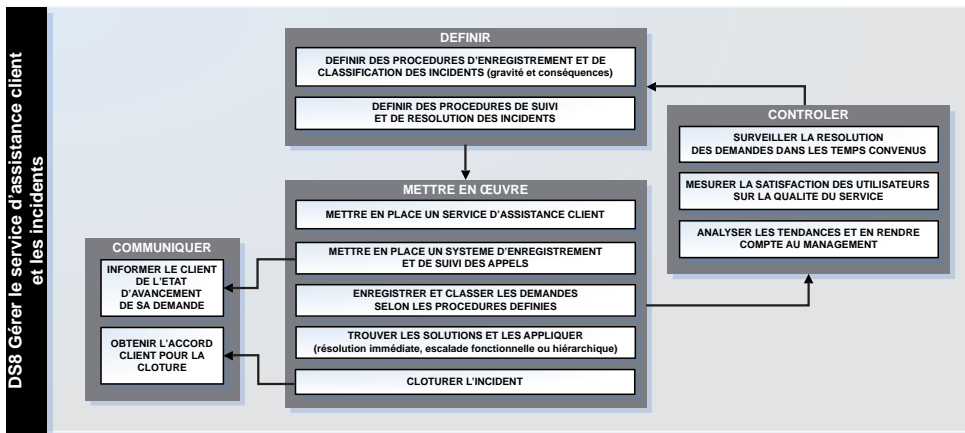 DS8 Gérer le service d'assistance client
et les incidents
DEFINIR
DEFINIR DES PROCEDURES D'ENREGISTREMENT ET DE
CLASSIFICATION DES INCIDENTS (gravité et conséquences)
DEFINIR DES PROCEDURES DE SUIVI
ET DE RESOLUTION DES INCIDENTS
METTRE EN ŒUVRE
METTRE EN PLACE UN SERVICE D'ASSISTANCE CLIENT
METTRE EN PLACE UN SYSTEME D'ENREGISTREMENT
ET DE SUIVI DES APPELS
ENREGISTRER ET CLASSER LES DEMANDES
SELON LES PROCEDURES DEFINIES
TROUVER LES SOLUTIONS ET LES APPLIQUER
(résolution immédiate, escalade fonctionnelle ou hiérarchique)
CLOTURER L'INCIDENT
COMMUNIQUER
INFORMER LE CLIENT
DE L'ETAT
D'AVANCEMENT
DE SA DEMANDE
OBTENIR L'ACCORD
CLIENT POUR LA
CLOTURE
CONTROLER
SURVEILLER LA RESOLUTION
DES DEMANDES DANS LES TEMPS CONVENUS
MESURER LA SATISFACTION DES UTILISATEURS
SUR LA QUALITE DU SERVICE
ANALYSER LES TENDANCES ET EN RENDRE
COMPTE AU MANAGEMENT